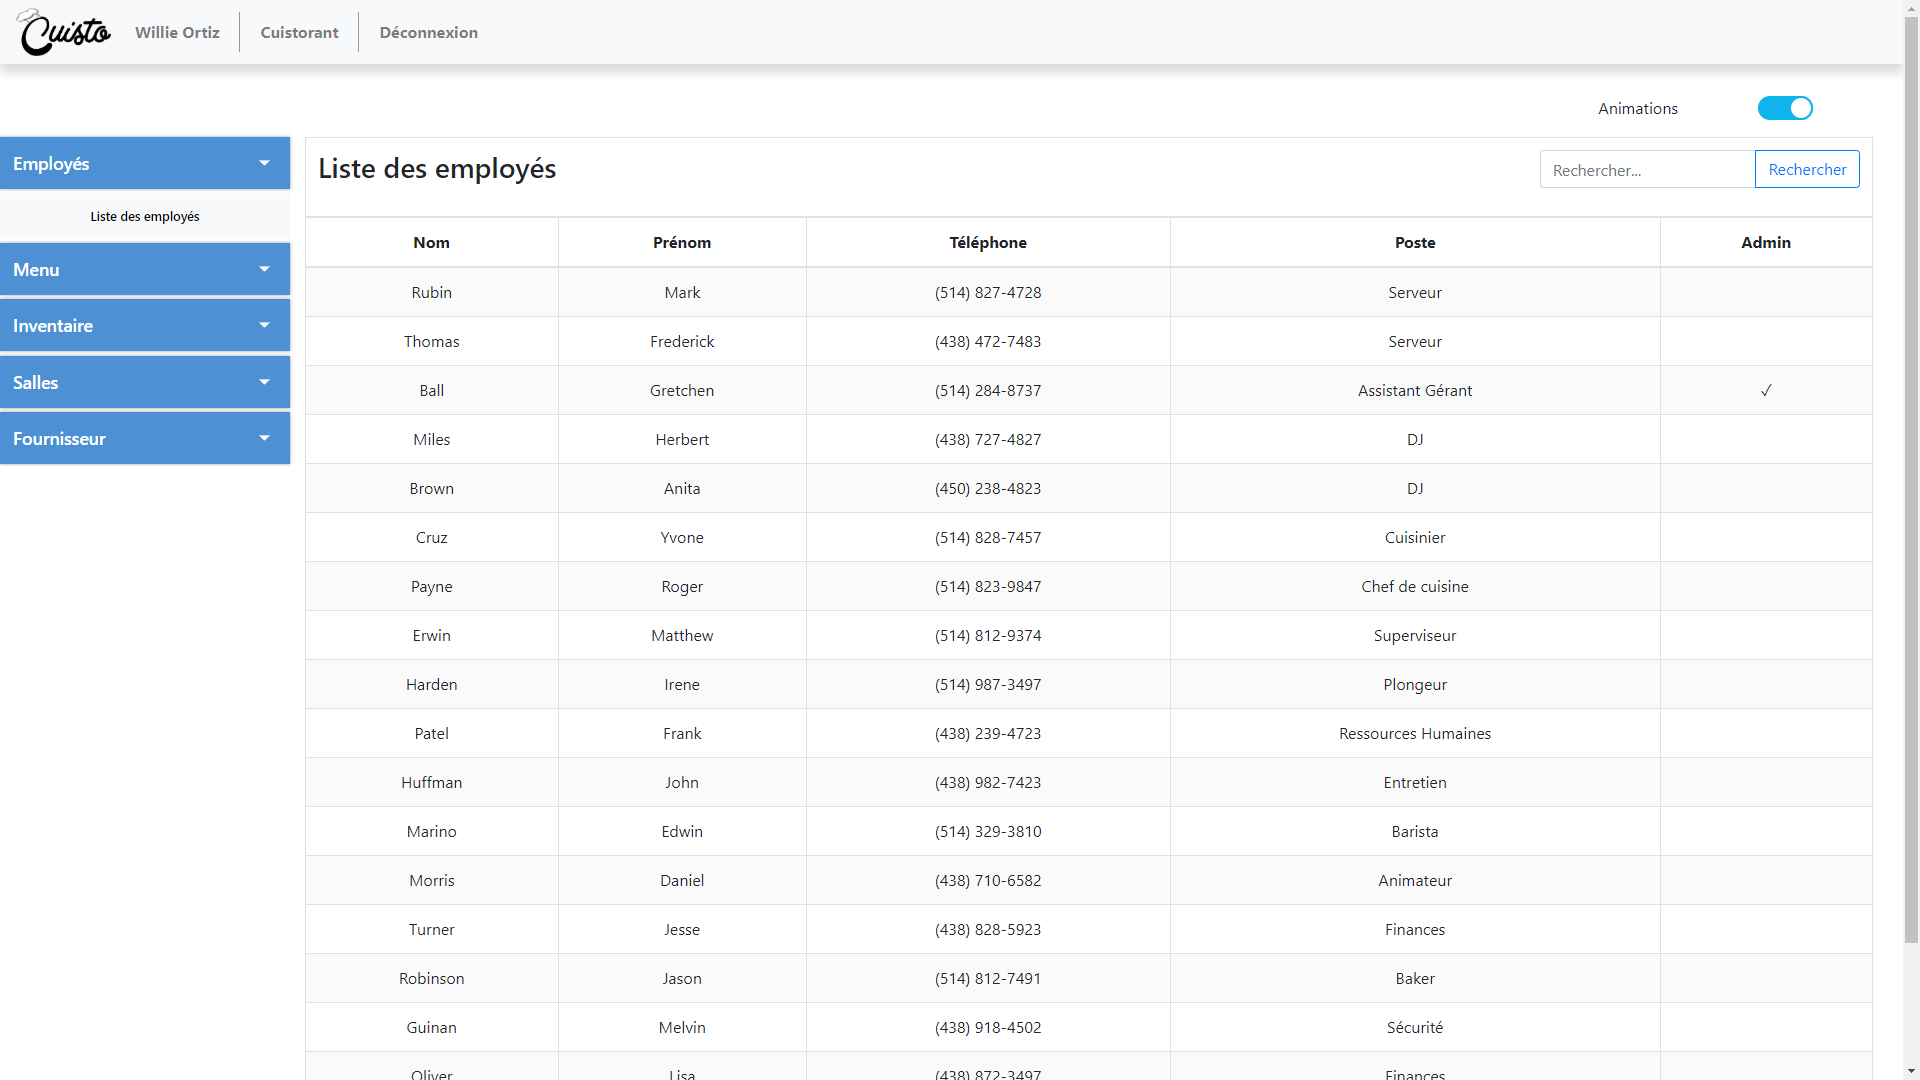 Cuisto Willie Ortiz Cuistorant Déconnexion
Animations
Employés
Liste des employés
Menu
Inventaire
Salles
Fournisseur
Liste des employés Rechercher... Rechercher
Nom Prénom Téléphone Poste Admin
Rubin Mark (514) 827-4728 Serveur
Thomas Frederick (438) 472-7483 Serveur
Ball Gretchen (514) 284-8737 Assistant Gérant ✓
Miles Herbert (438) 727-4827 DJ
Brown Anita (450) 238-4823 DJ
Cruz Yvone (514) 828-7457 Cuisinier
Payne Roger (514) 823-9847 Chef de cuisine
Erwin Matthew (514) 812-9374 Superviseur
Harden Irene (514) 987-3497 Plongeur
Patel Frank (438) 239-4723 Ressources Humaines
Huffman John (438) 982-7423 Entretien
Marino Edwin (514) 329-3810 Barista
Morris Daniel (438) 710-6582 Animateur
Turner Jesse (438) 828-5923 Finances
Robinson Jason (514) 812-7491 Baker
Guinan Melvin (438) 918-4502 Sécurité
Oliver Lisa (438) 872-3497 Finances